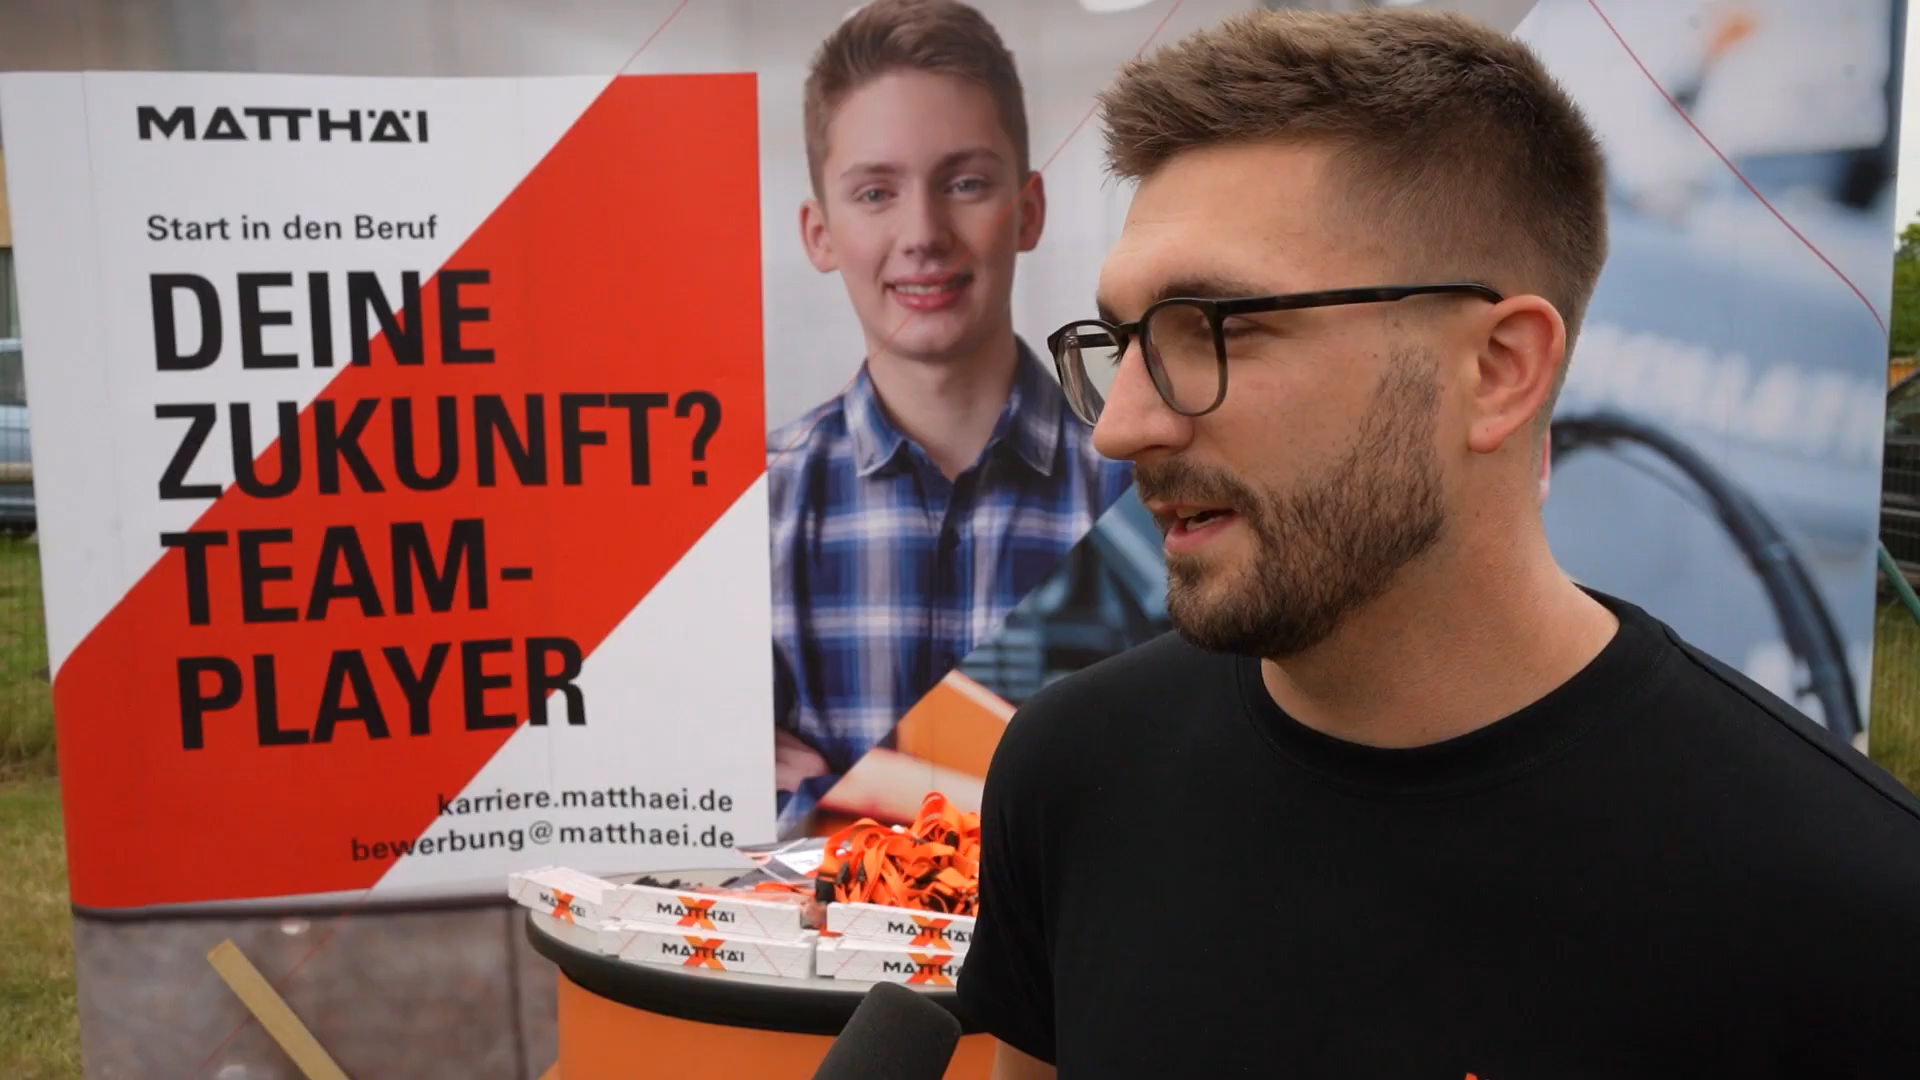 MATTHÄI
Start in den Beruf
DEINE
ZUKUNFT?
TEAM-
PLAYER
karriere.matthaei.de
bewerbung@matthaei.de
MATTHÄI
MATTHÄI
MATTHÄI
MATTHÄI